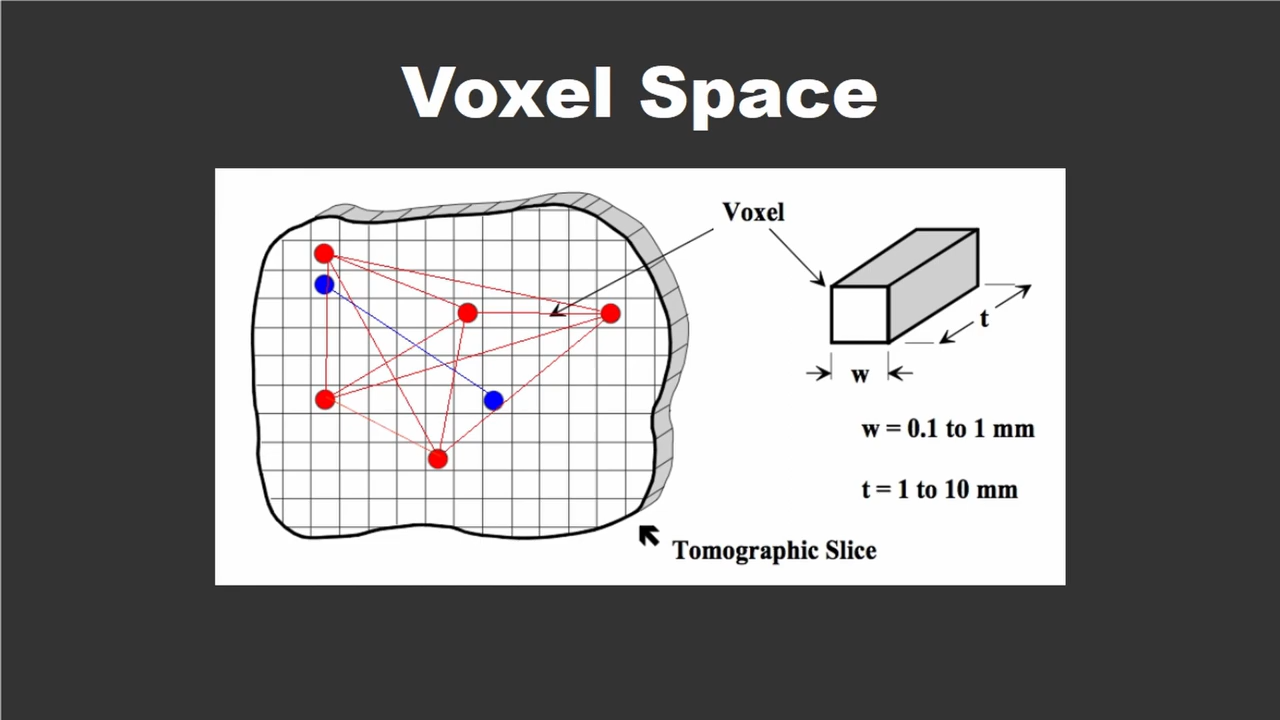 Voxel Space
Voxel
t
w
w = 0.1 to 1 mm
t = 1 to 10 mm
Tomographic Slice